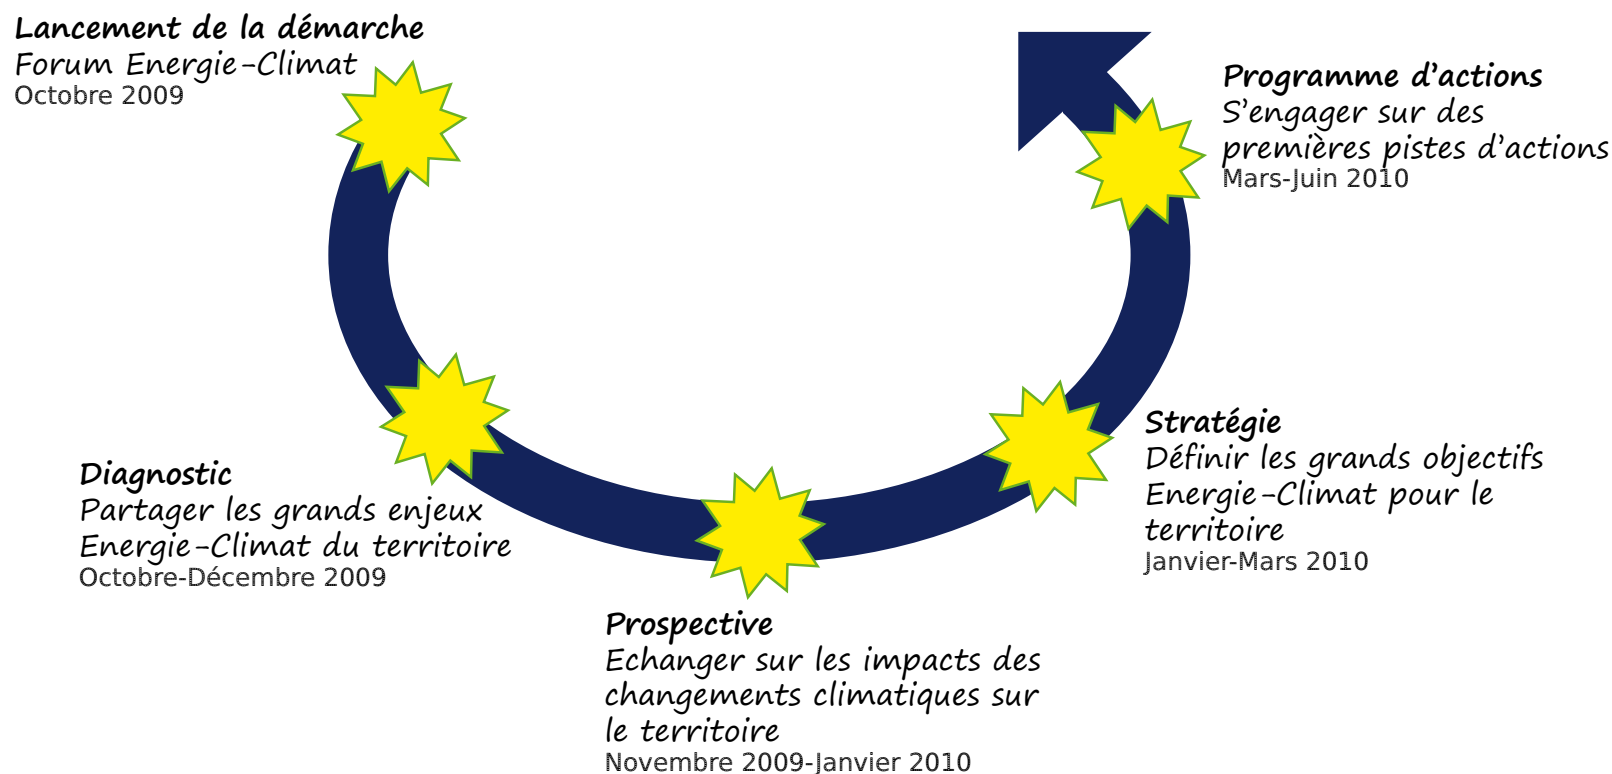 Lancement de la démarche
Forum Energie-Climat
Octobre 2009
Programme d'actions
S'engager sur des
premières pistes d'actions
Mars-Juin 2010
Diagnostic
Partager les grands enjeux
Energie-Climat du territoire
Octobre-Décembre 2009
Stratégie
Définir les grands objectifs
Energie-Climat pour le
territoire
Janvier-Mars 2010
Prospective
Echanger sur les impacts des
changements climatiques sur
le territoire
Novembre 2009-Janvier 2010